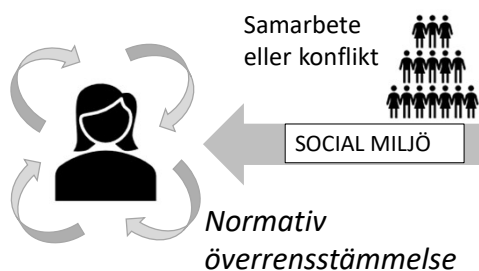 Samarbete
eller konflikt
SOCIAL MILJÖ
Normativ
överrensstämmelse